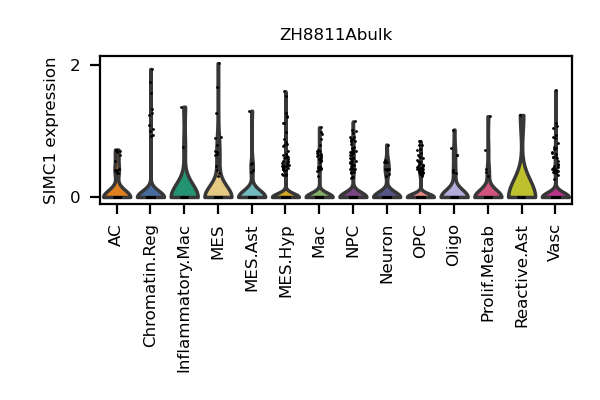 ZH8811Abulk
SIMC1 expression
2
0
AC
Chromatin.Reg
Inflammatory.Mac
MES
MES.Ast
MES.Hyp
Mac
NPC
Neuron
OPC
Oligo
Prolif.Metab
Reactive.Ast
Vasc